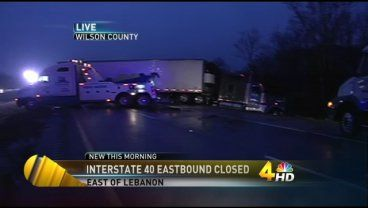 LIVE
WILSON COUNTY
NEW THIS MORNING
INTERSTATE 40 EASTBOUND CLOSED
EAST OF LEBANON
4
HD